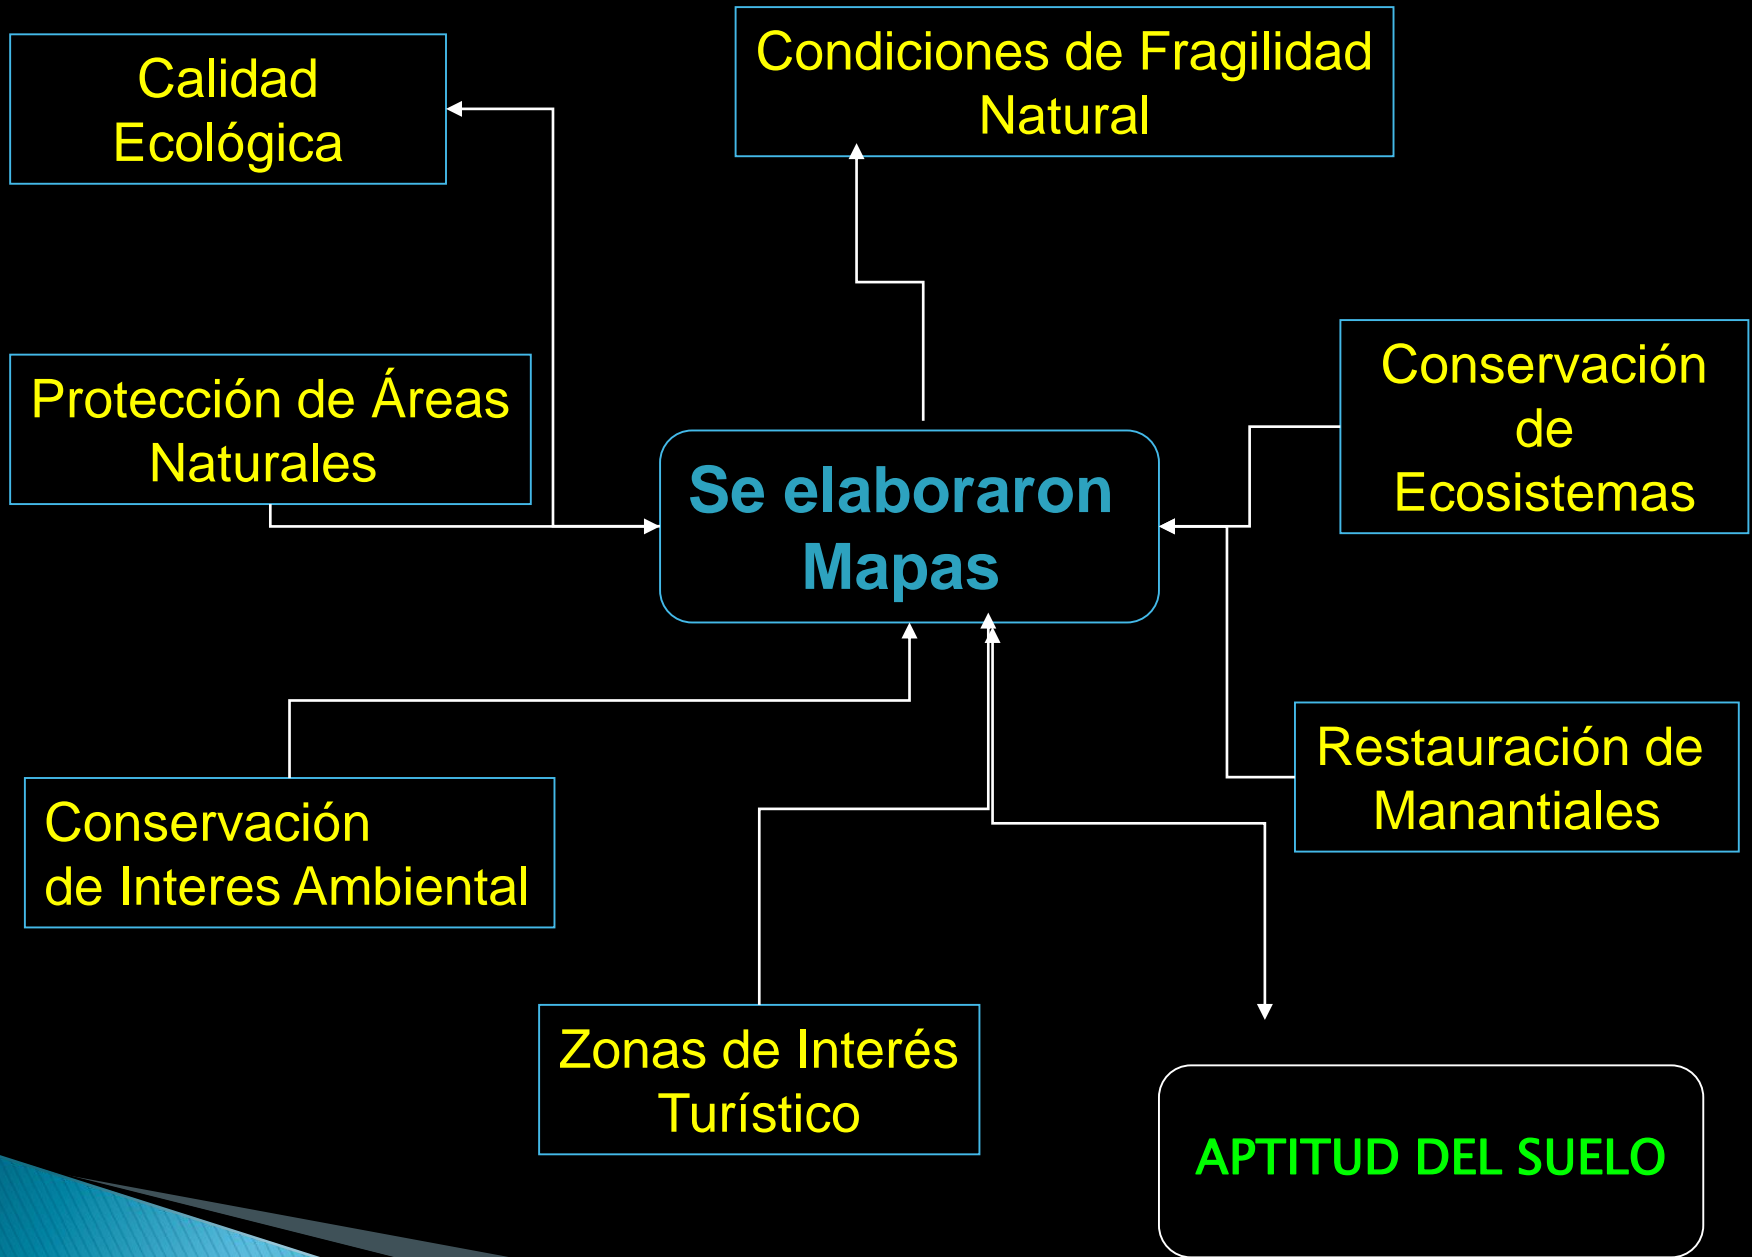 Calidad
Ecológica
Condiciones de Fragilidad
Natural
Protección de Áreas
Naturales
Conservación
de
Ecosistemas
Se elaboraron
Mapas
Restauración de
Manantiales
Conservación
de Interes Ambiental
Zonas de Interés
Turístico
APTITUD DEL SUELO